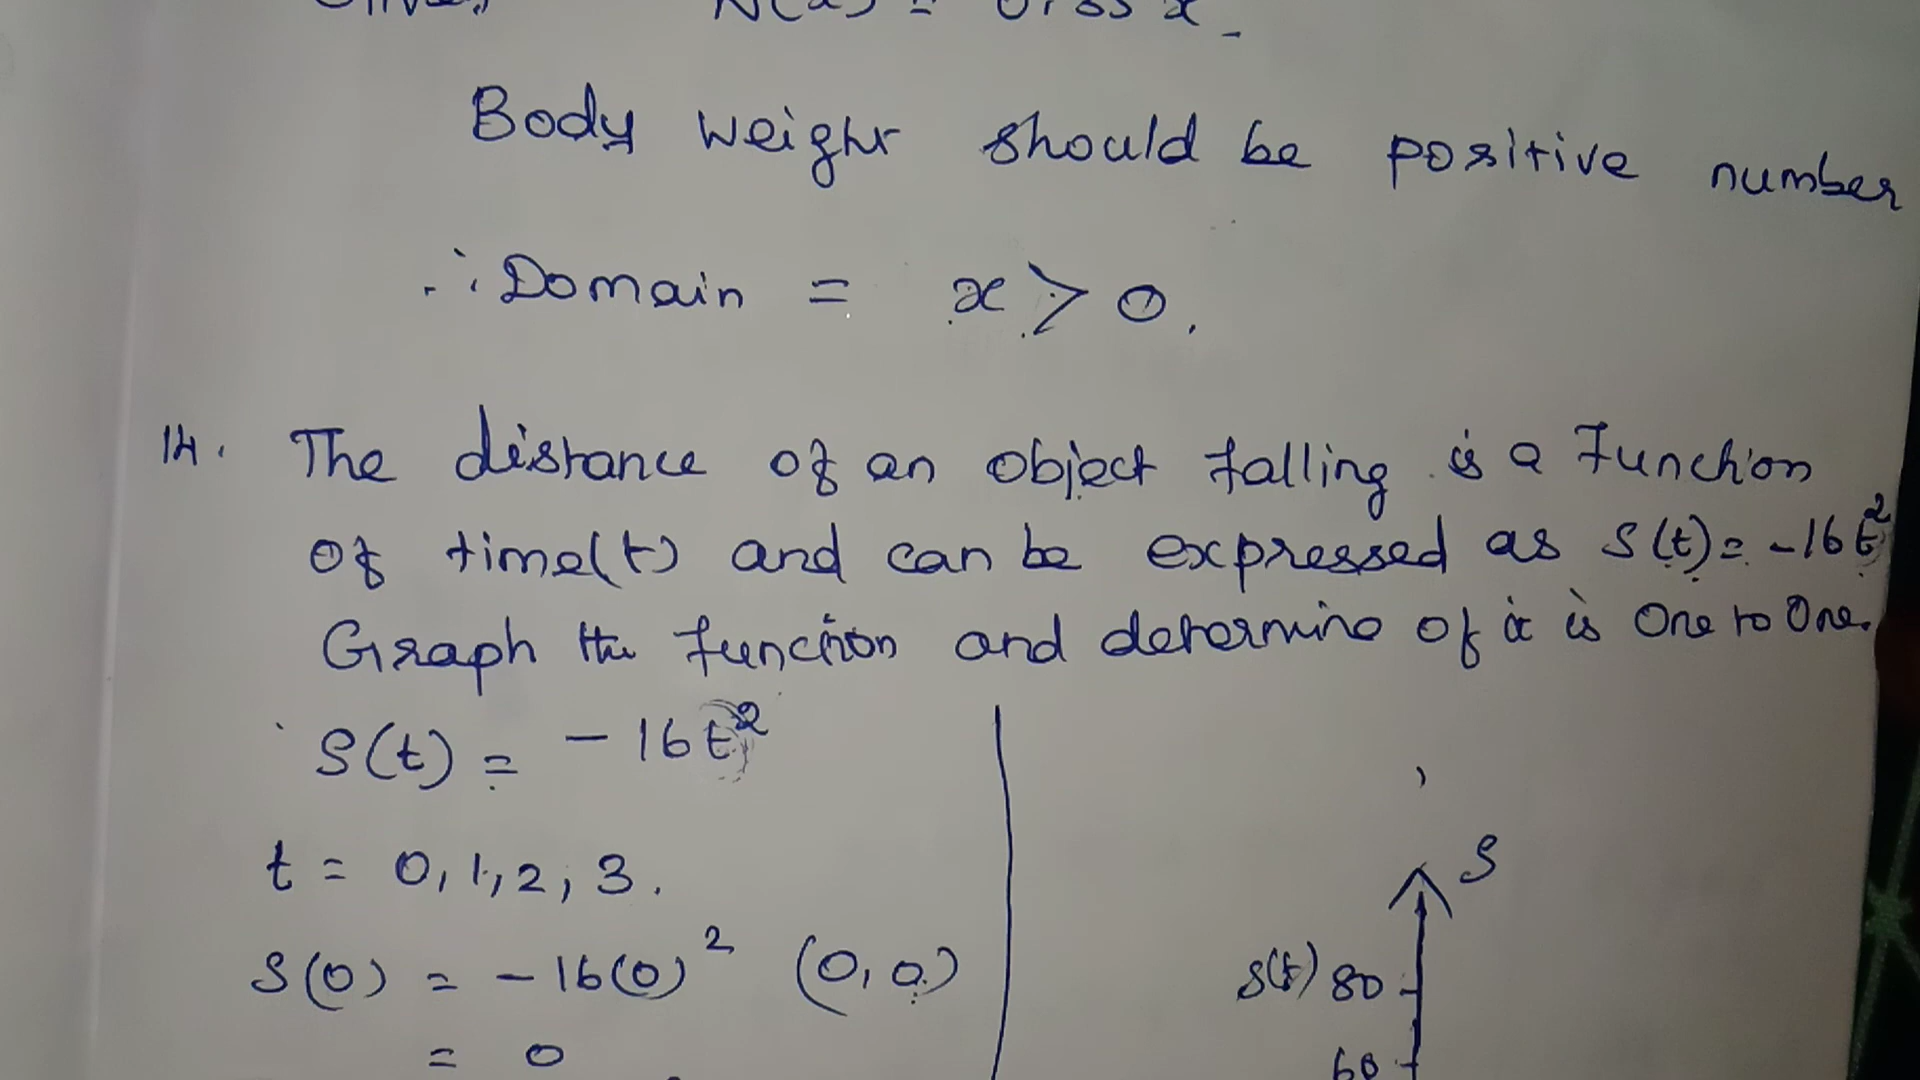 Body weight should be positive number
∴ Domain = x > 0.
14. The distance of an object falling is a function
of time(t) and can be expressed as S(t) = -16t²
Graph the function and determine of it is One to One.
S(t) = -16t²
t = 0, 1, 2, 3.
S
S(0) = -16(0)² (0, 0)
S(t) 80
= 0
60